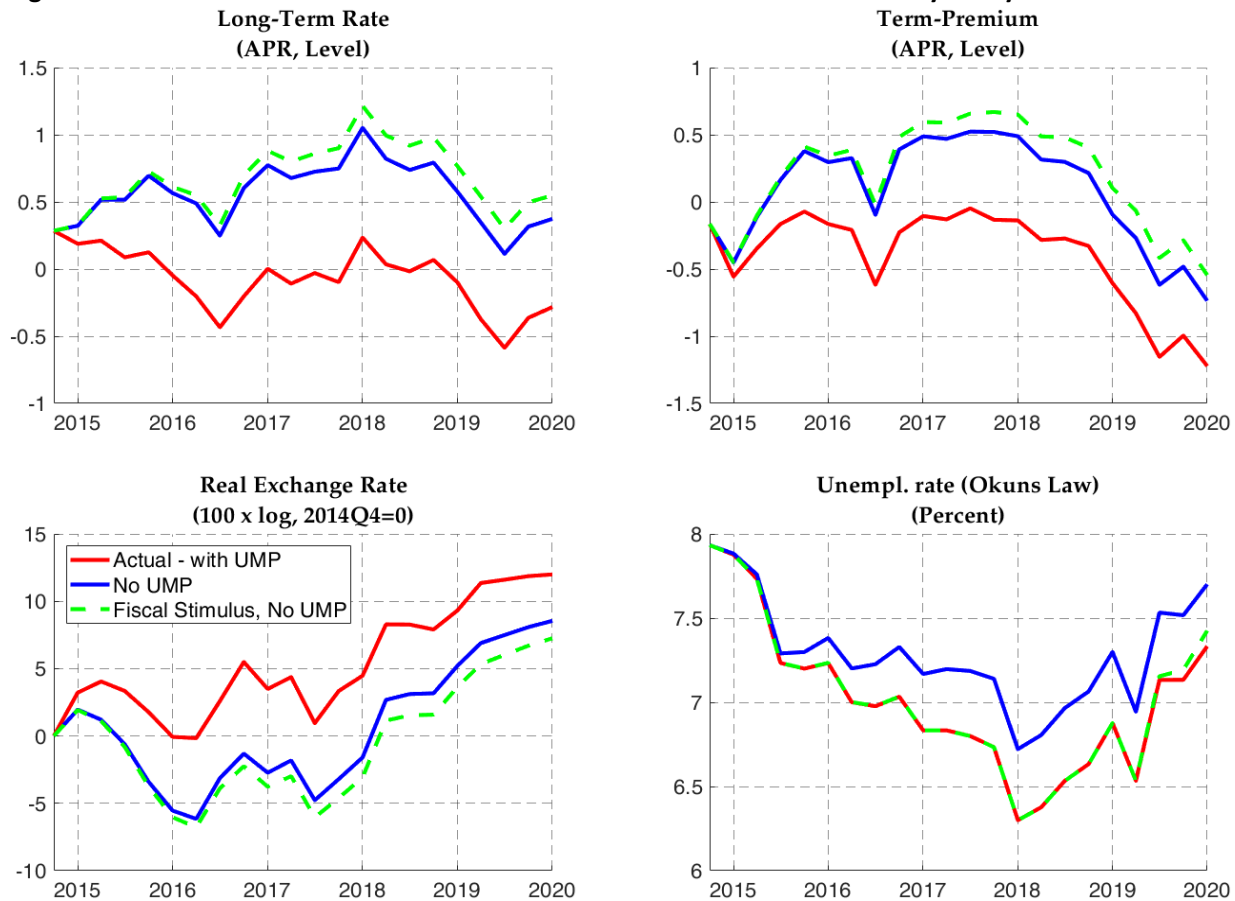 Long-Term Rate
(APR, Level)
1.5
1
0.5
0
-0.5
-1
2015 2016 2017 2018 2019 2020
Term-Premium
(APR, Level)
1
0.5
0
-0.5
-1
-1.5
2015 2016 2017 2018 2019 2020
Real Exchange Rate
(100 x log, 2014Q4=0)
15
10
5
0
-5
-10
Actual - with UMP
No UMP
Fiscal Stimulus, No UMP
2015 2016 2017 2018 2019 2020
Unempl. rate (Okuns Law)
(Percent)
8
7.5
7
6.5
6
2015 2016 2017 2018 2019 2020